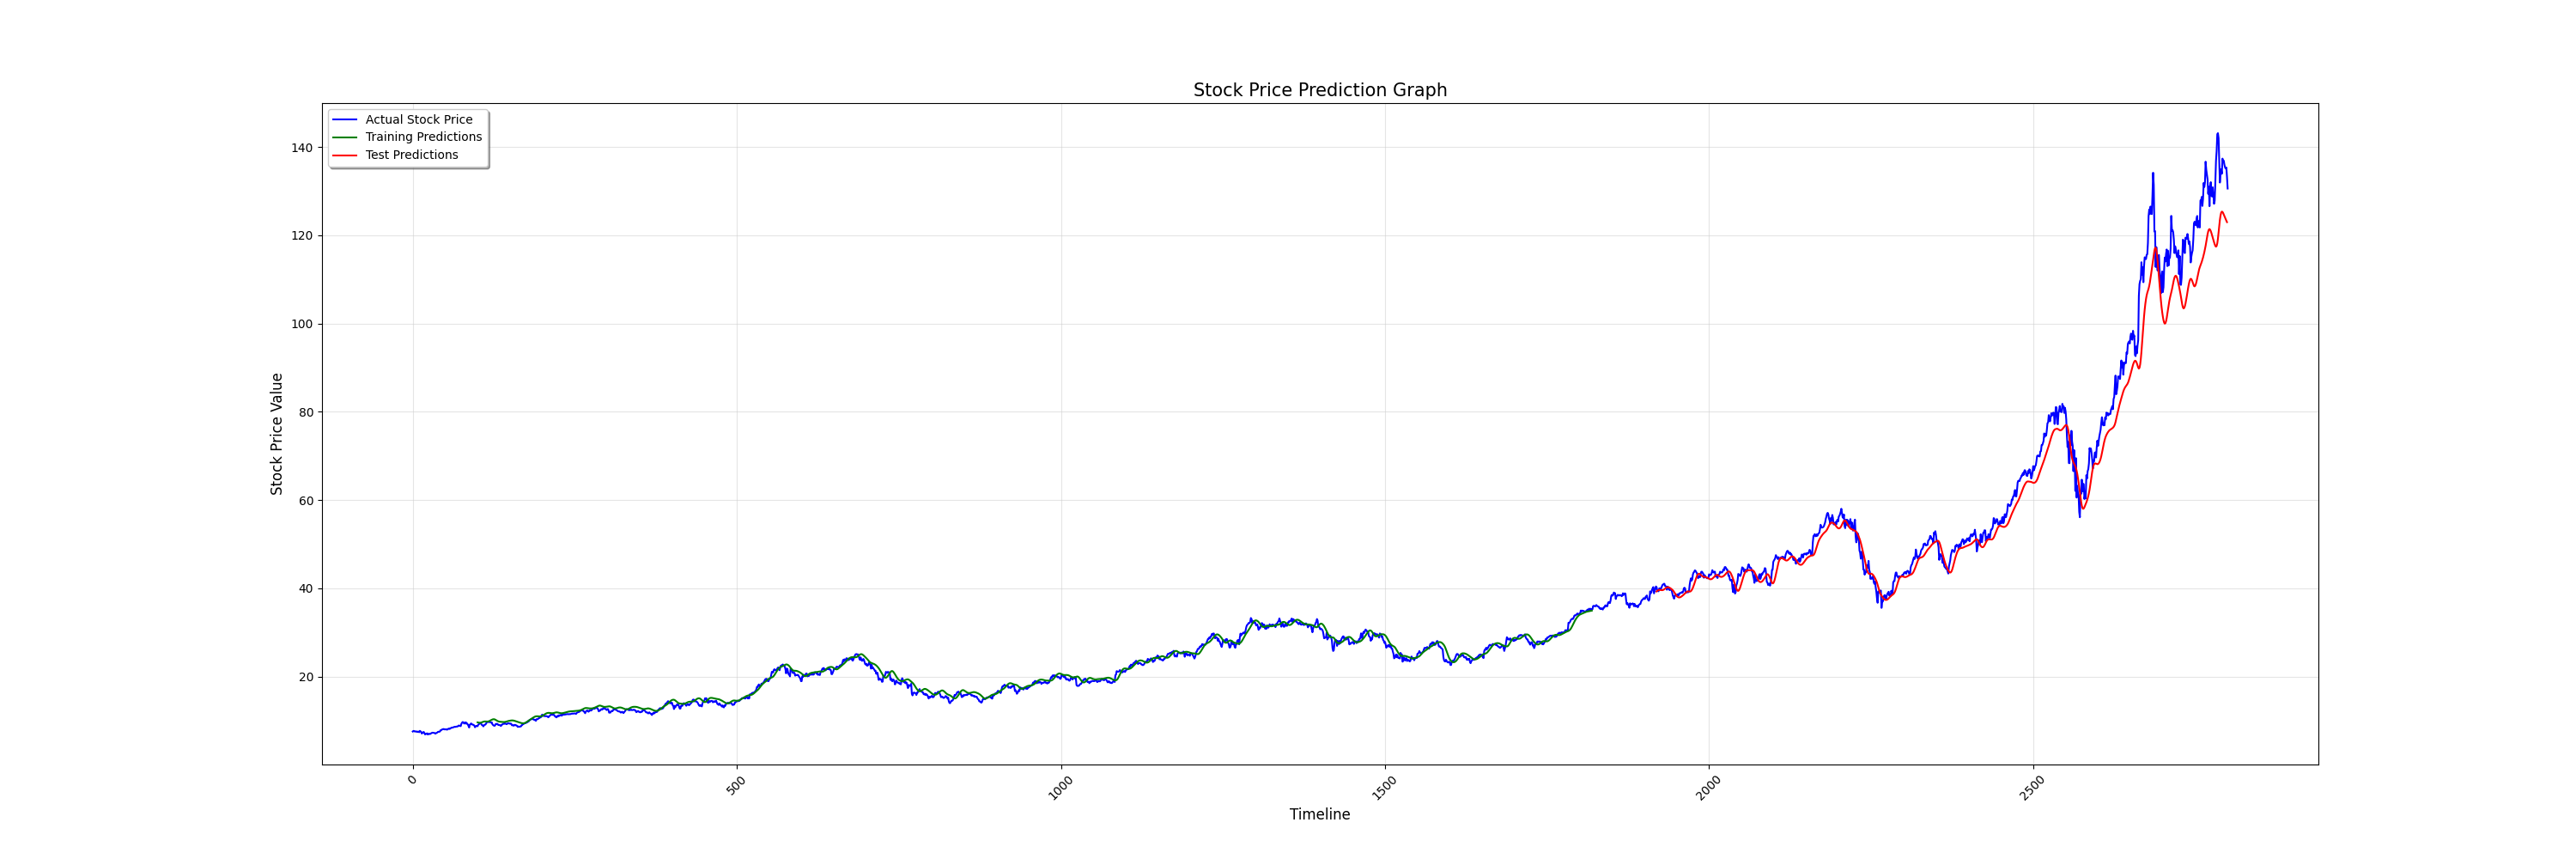 Stock Price Prediction Graph
Actual Stock Price
Training Predictions
Test Predictions
140
120
100
80
60
40
20
Stock Price Value
0
500
1000
1500
2000
2500
Timeline